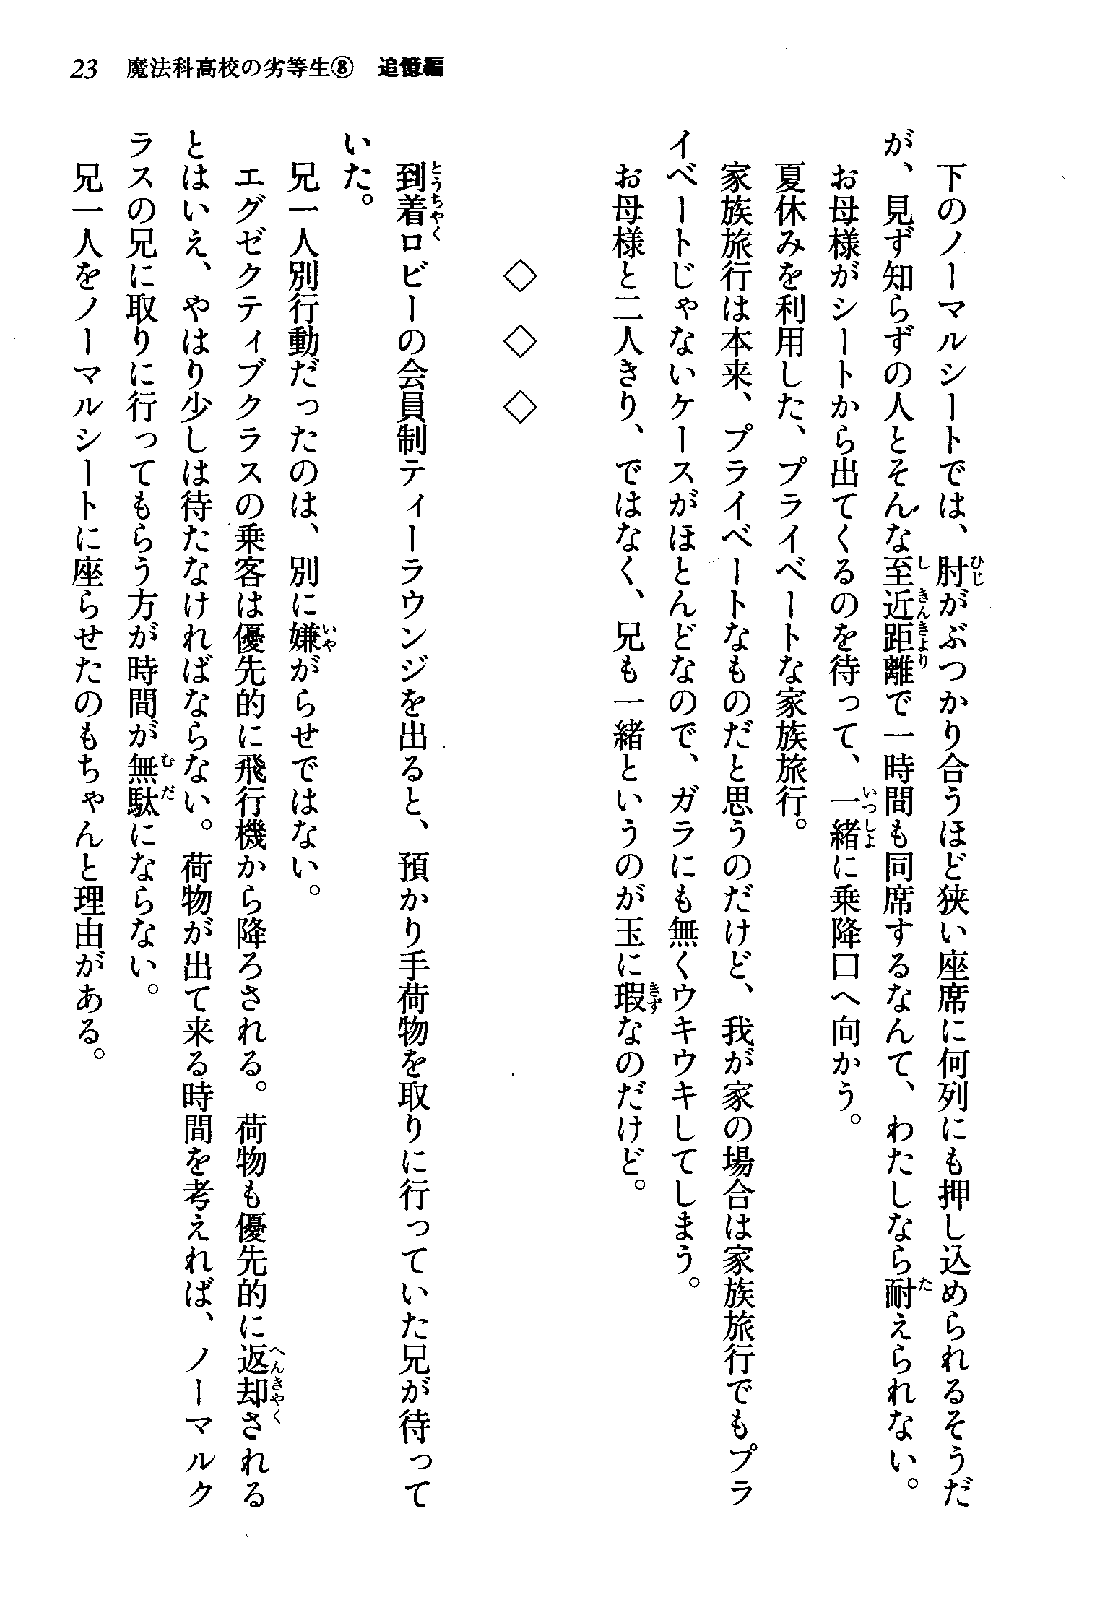 23　魔法科高校の劣等生⑧　追憶編
　下のノーマルシートでは、肘がぶつかり合うほど狭い座席に何列にも押し込められるそうだ
が、見ず知らずの人とそんな至近距離で一時間も同席するなんて、わたしなら耐えられない。
　お母様がシートから出てくるのを待って、一緒に乗降口へ向かう。
　夏休みを利用した、プライベートな家族旅行。
　家族旅行は本来、プライベートなものだと思うのだけど、我が家の場合は家族旅行でもプラ
イベートじゃないケースがほとんどなので、ガラにも無くウキウキしてしまう。
　お母様と二人きり、ではなく、兄も一緒というのが玉に瑕なのだけど。
◇　◇　◇
　到着ロビーの会員制ティーラウンジを出ると、預かり手荷物を取りに行っていた兄が待って
いた。
　兄一人別行動だったのは、別に嫌がらせではない。
　エグゼクティブクラスの乗客は優先的に飛行機から降ろされる。荷物も優先的に返却される
とはいえ、やはり少しは待たなければならない。荷物が出て来る時間を考えれば、ノーマルク
ラスの兄に取りに行ってもらう方が時間が無駄にならない。
　兄一人をノーマルシートに座らせたのもちゃんと理由がある。